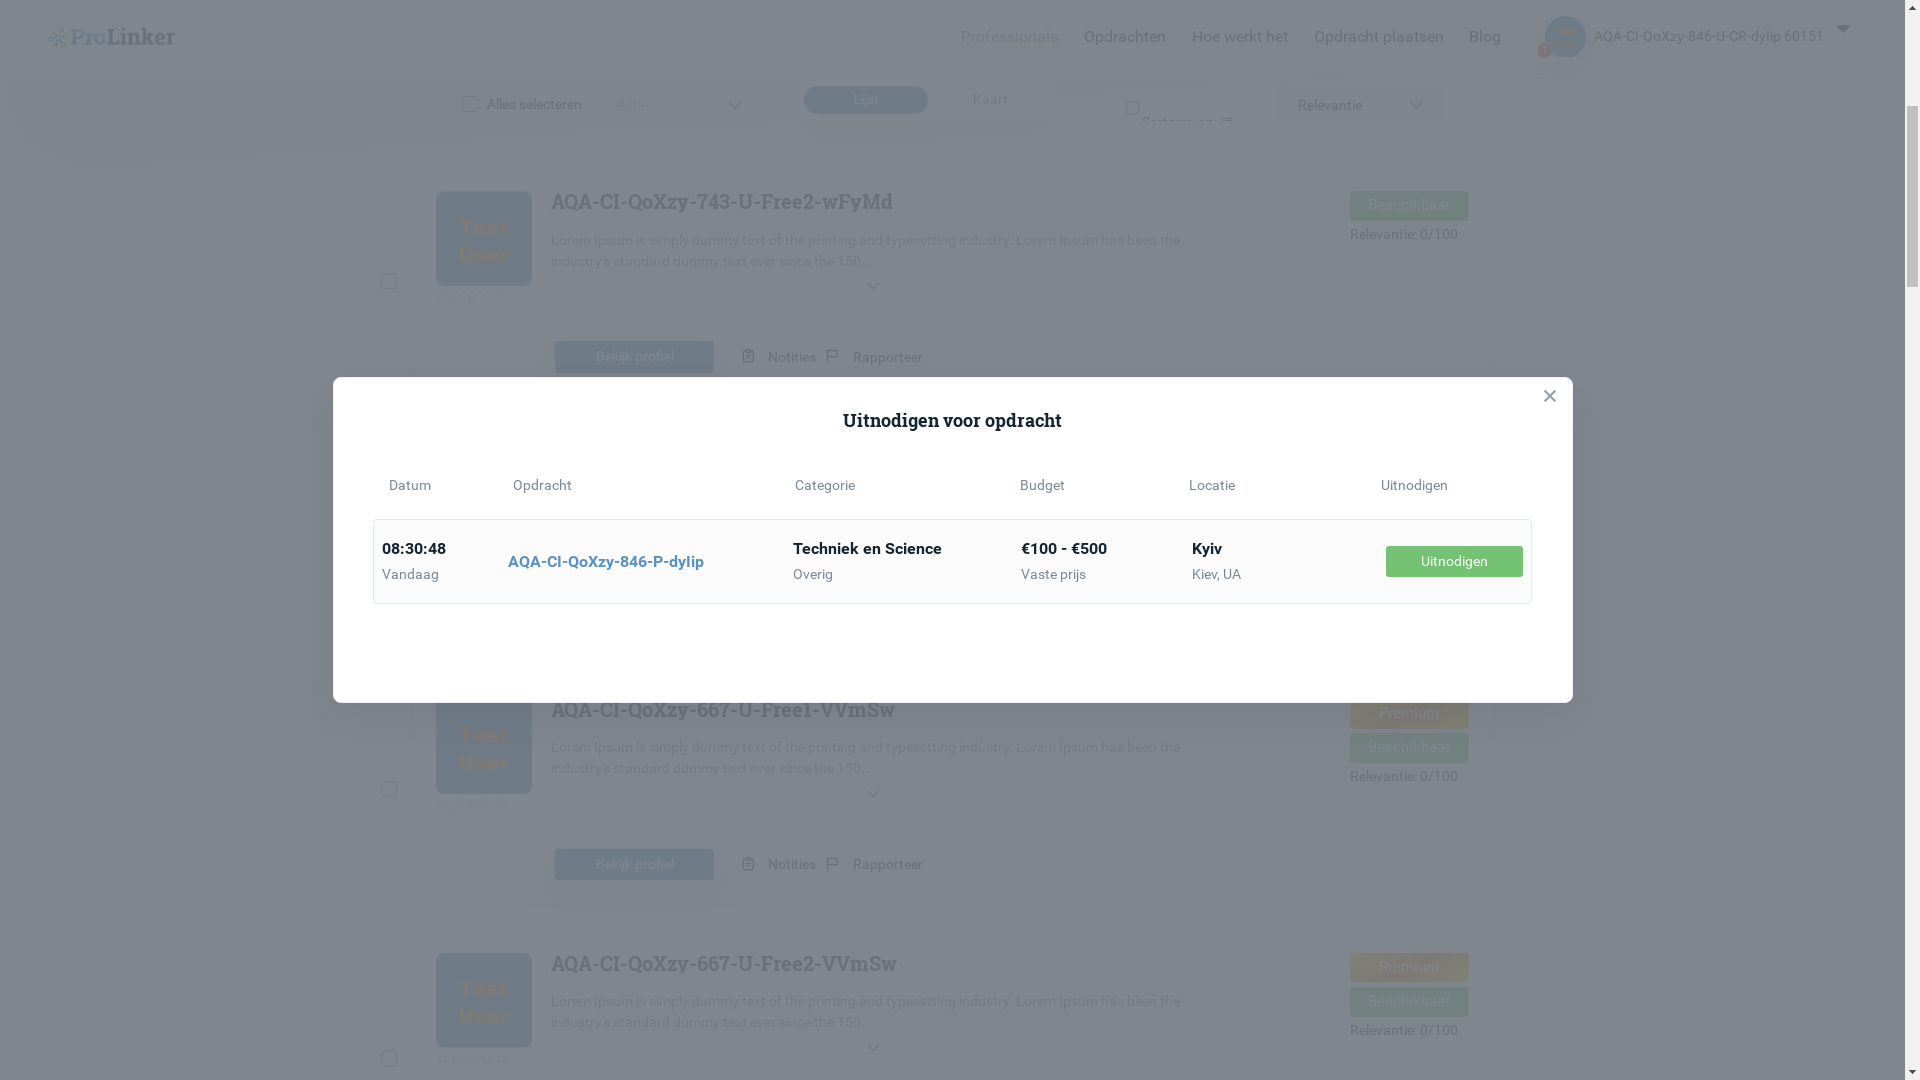 ProLinker
Professionals Opdrachten Hoe werkt het Opdracht plaatsen Blog 1 AQA-CI-QoXzy-846-U-CR-dyIip 60151
Alles selecteren Actie Lijst Kaart Relevantie
AQA-CI-QoXzy-743-U-Free2-wFyMd
Beschikbaar
Test
User
Lorem Ipsum is simply dummy text of the printing and typesetting industry. Lorem Ipsum has been the
industry's standard dummy text ever since the 150...
Relevantie: 0/100
Bekijk profiel Notities Rapporteer
Uitnodigen voor opdracht
Datum Opdracht Categorie Budget Locatie Uitnodigen
08:30:48 AQA-CI-QoXzy-846-P-dyIip Techniek en Science €100 - €500 Kyiv Uitnodigen
Vandaag Overig Vaste prijs Kiev, UA
AQA-CI-QoXzy-667-U-Free1-VVmSw
Premium
Beschikbaar
Test
User
Lorem Ipsum is simply dummy text of the printing and typesetting industry. Lorem Ipsum has been the
industry's standard dummy text ever since the 150...
Relevantie: 0/100
Bekijk profiel Notities Rapporteer
AQA-CI-QoXzy-667-U-Free2-VVmSw
Premium
Beschikbaar
Test
User
Lorem Ipsum is simply dummy text of the printing and typesetting industry. Lorem Ipsum has been the
industry's standard dummy text ever since the 150...
Relevantie: 0/100